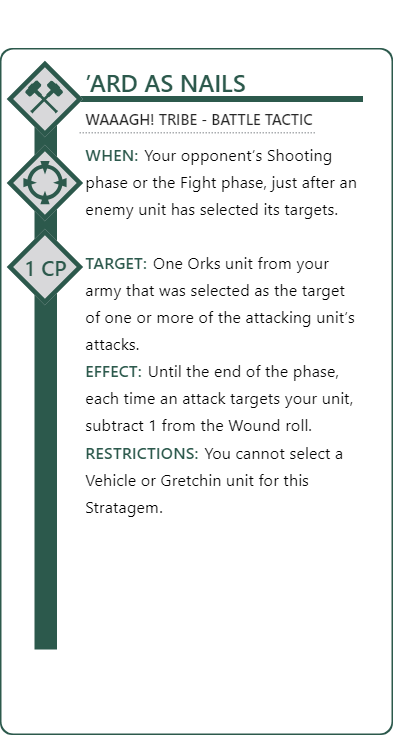 ’ARD AS NAILS
WAAAGH! TRIBE - BATTLE TACTIC
WHEN: Your opponent’s Shooting
phase or the Fight phase, just after an
enemy unit has selected its targets.
1 CP
TARGET: One Orks unit from your
army that was selected as the target
of one or more of the attacking unit’s
attacks.
EFFECT: Until the end of the phase,
each time an attack targets your unit,
subtract 1 from the Wound roll.
RESTRICTIONS: You cannot select a
Vehicle or Gretchin unit for this
Stratagem.